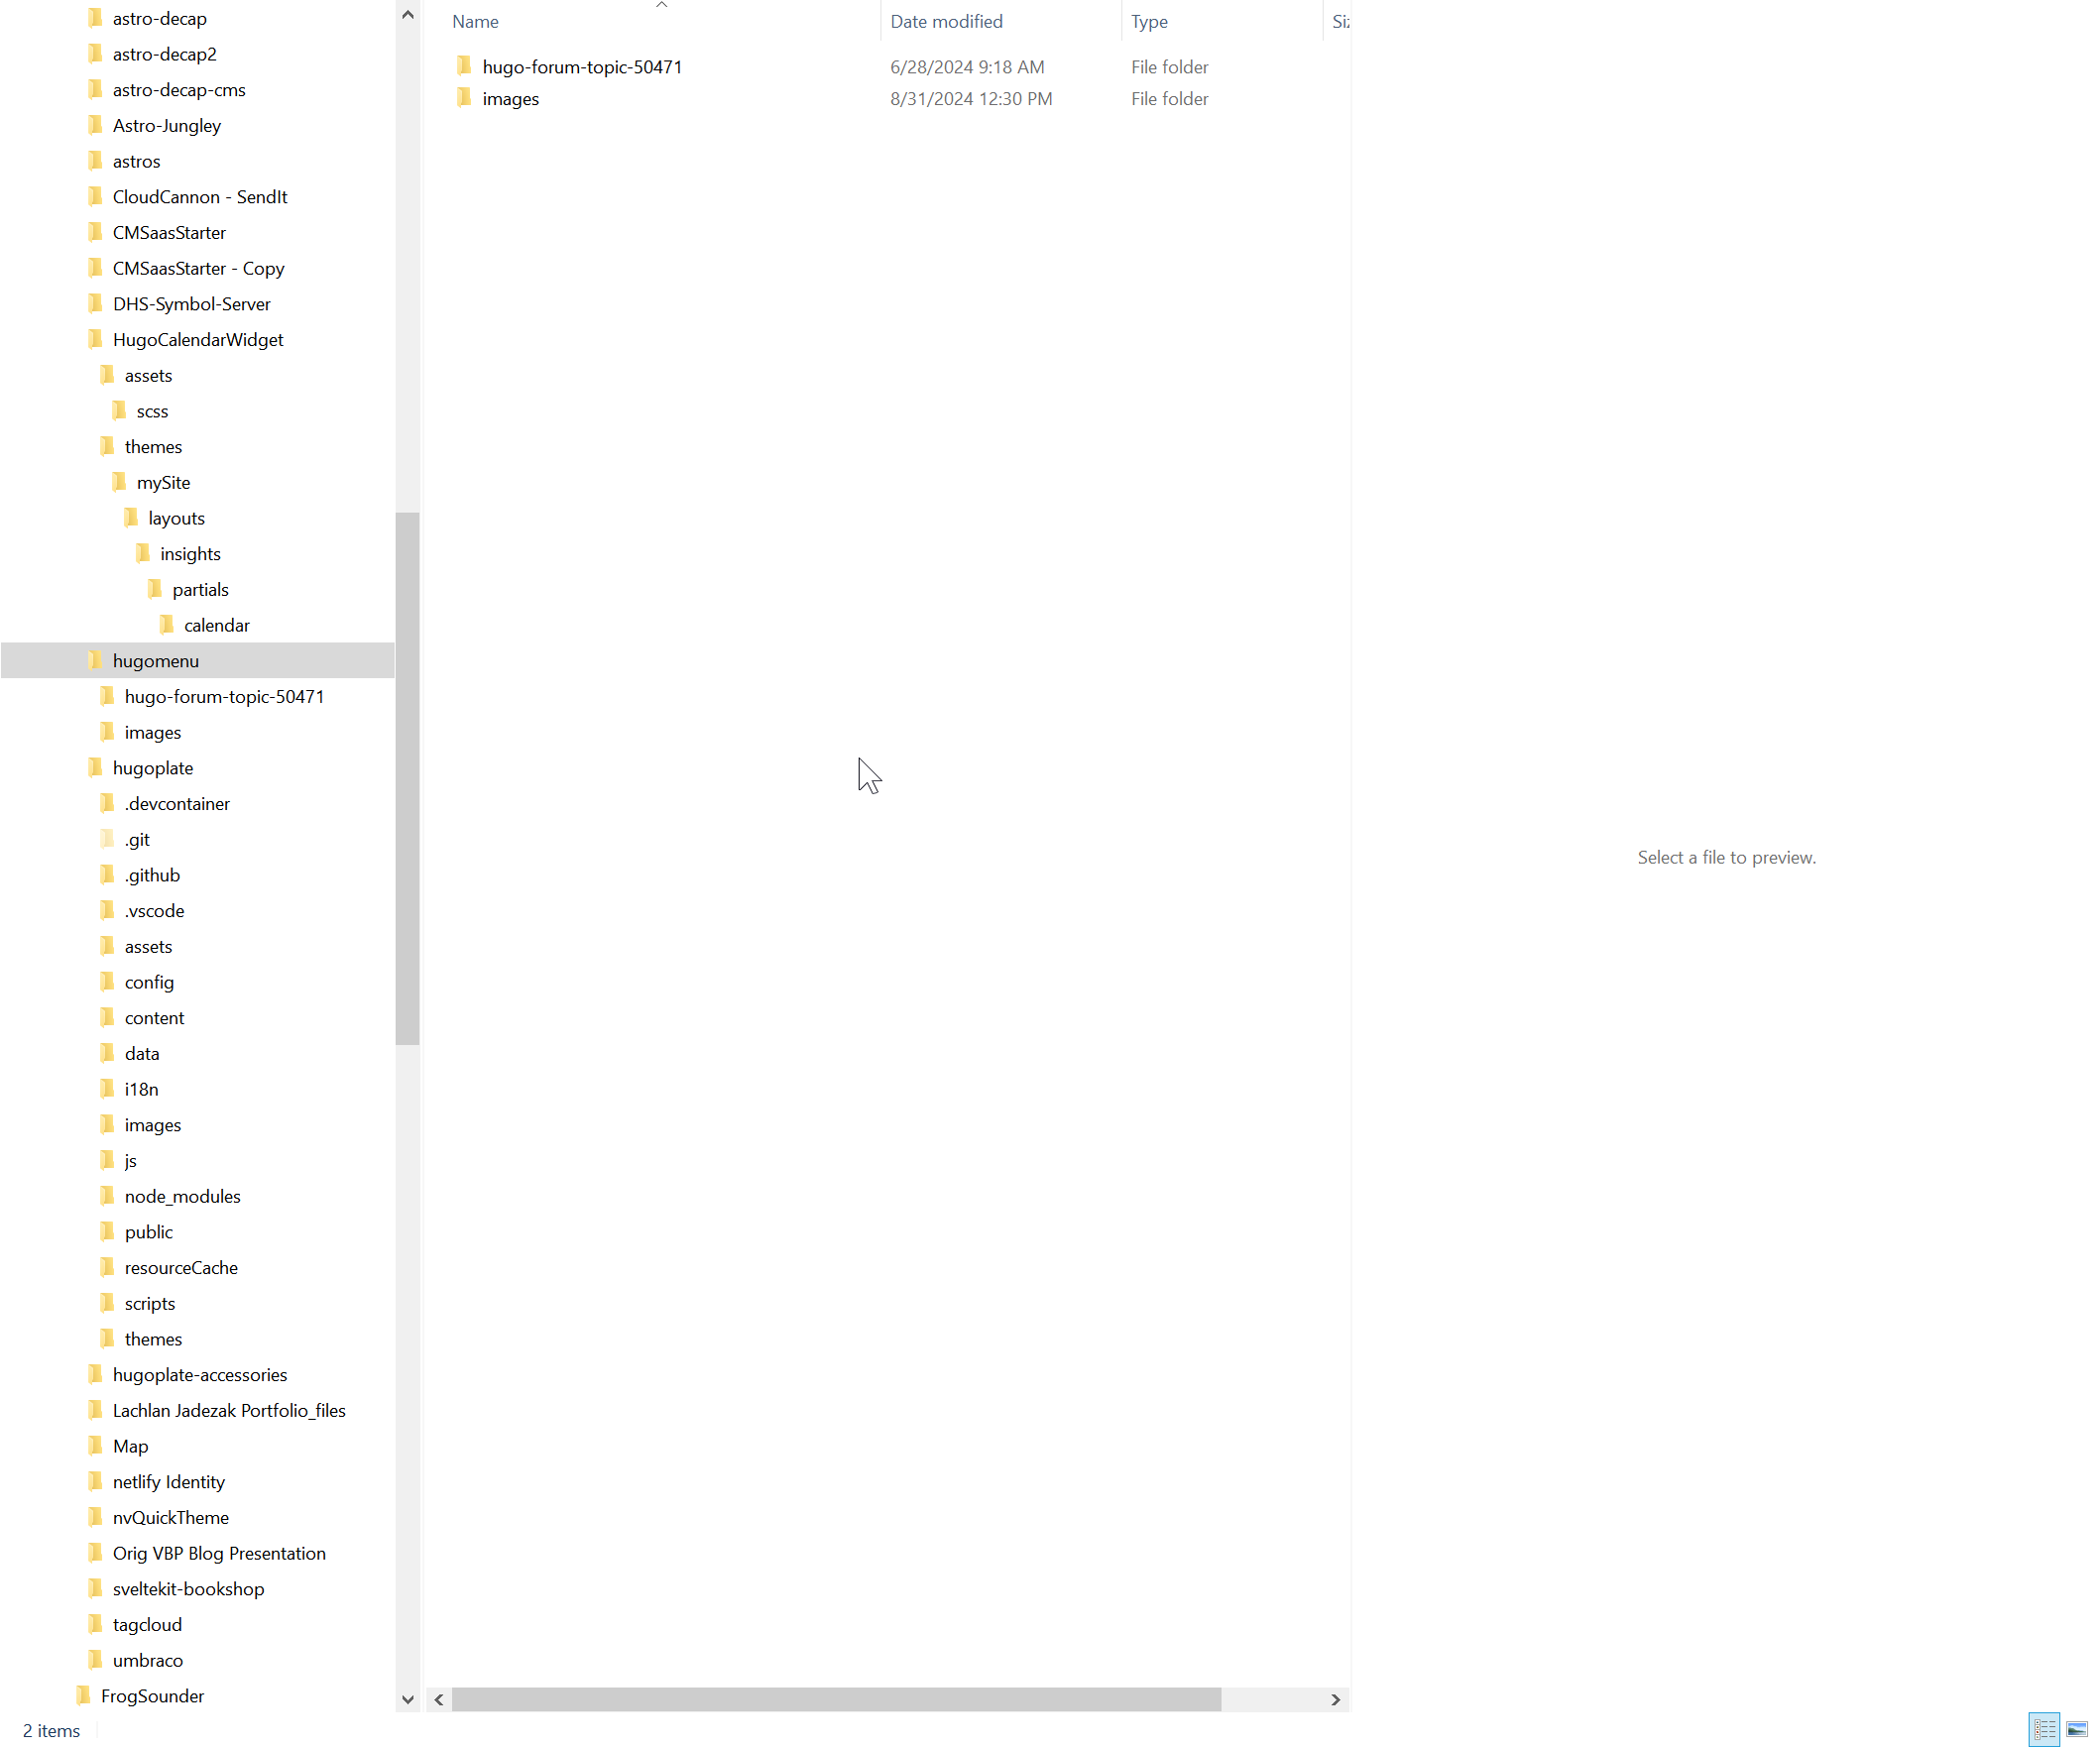 astro-decap
astro-decap2
astro-decap-cms
Astro-Jungley
astros
CloudCannon - SendIt
CMSaasStarter
CMSaasStarter - Copy
DHS-Symbol-Server
HugoCalendarWidget
assets
scss
themes
mySite
layouts
insights
partials
calendar
hugomenu
hugo-forum-topic-50471
images
hugoplate
.devcontainer
.git
.github
.vscode
assets
config
content
data
i18n
images
js
node_modules
public
resourceCache
scripts
themes
hugoplate-accessories
Lachlan Jadezak Portfolio_files
Map
netlify Identity
nvQuickTheme
Orig VBP Blog Presentation
sveltekit-bookshop
tagcloud
umbraco
FrogSounder
Name Date modified Type
hugo-forum-topic-50471 6/28/2024 9:18 AM File folder
images 8/31/2024 12:30 PM File folder
Select a file to preview.
2 items